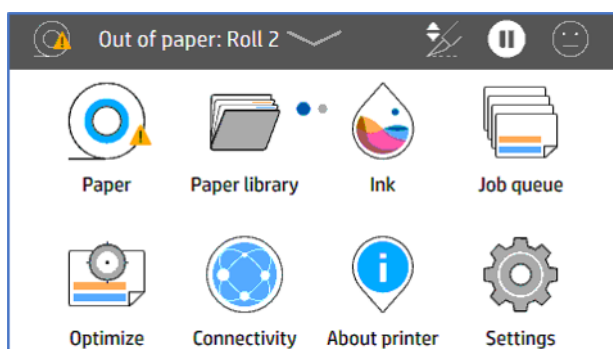 Out of paper: Roll 2
Paper
Paper library
Ink
Job queue
Optimize
Connectivity
About printer
Settings